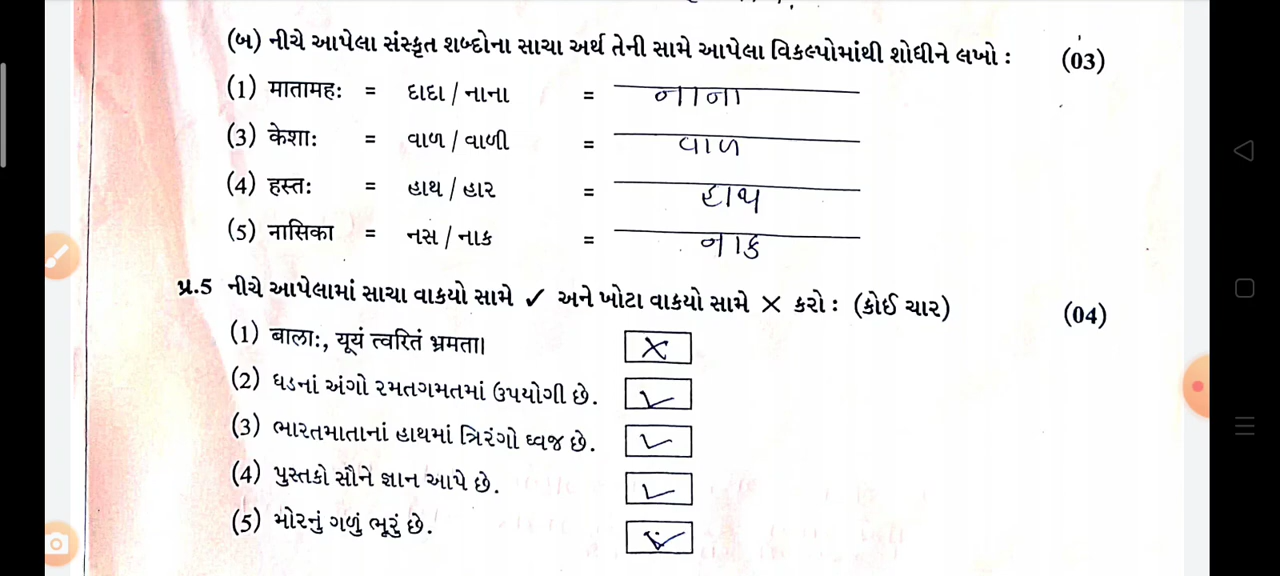 (બ) નીચે આપેલા સંસ્કૃત શબ્દોના સાચા અર્થ તેની સામે આપેલા વિકલ્પોમાંથી શોધીને લખો : (03)
(1) मातामहः = દાદા / નાના = નાના
(3) केशाः = વાળ / વાળી = વાળ
(4) हस्तः = હાથ / હાર = હાથ
(5) नासिका = નસ / નાક = નાક
પ્ર.5 નીચે આપેલામાં સાચા વાક્યો સામે ✓ અને ખોટા વાક્યો સામે ✗ કરો : (કોઈ ચાર) (04)
(1) बालाः, यूयं त्वरितं भ्रमता। ✗
(2) ધડનાં અંગો રમતગમતમાં ઉપયોગી છે. ✓
(3) ભારતમાતાનાં હાથમાં ત્રિરંગો ધ્વજ છે. ✓
(4) પુસ્તકો સૌને જ્ઞાન આપે છે. ✓
(5) મોરનું ગળું ભૂરું છે. ✓